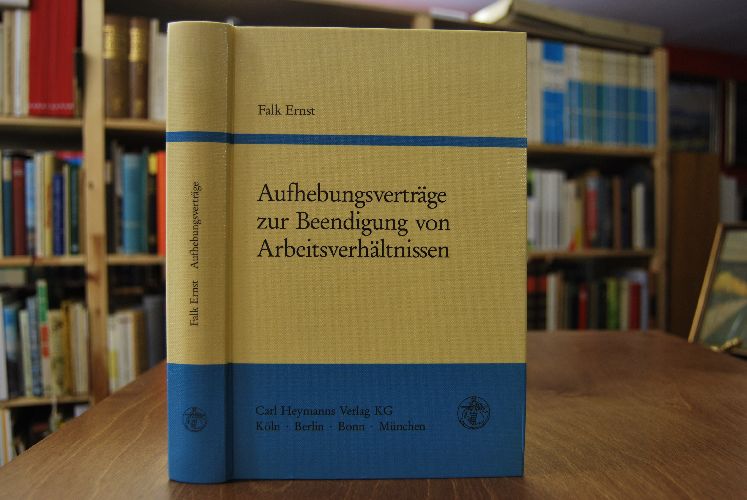 Falk Ernst
Aufhebungsverträge
zur Beendigung von
Arbeitsverhältnissen
Carl Heymanns Verlag KG
Köln · Berlin · Bonn · München
Falk Ernst Aufhebungsverträge